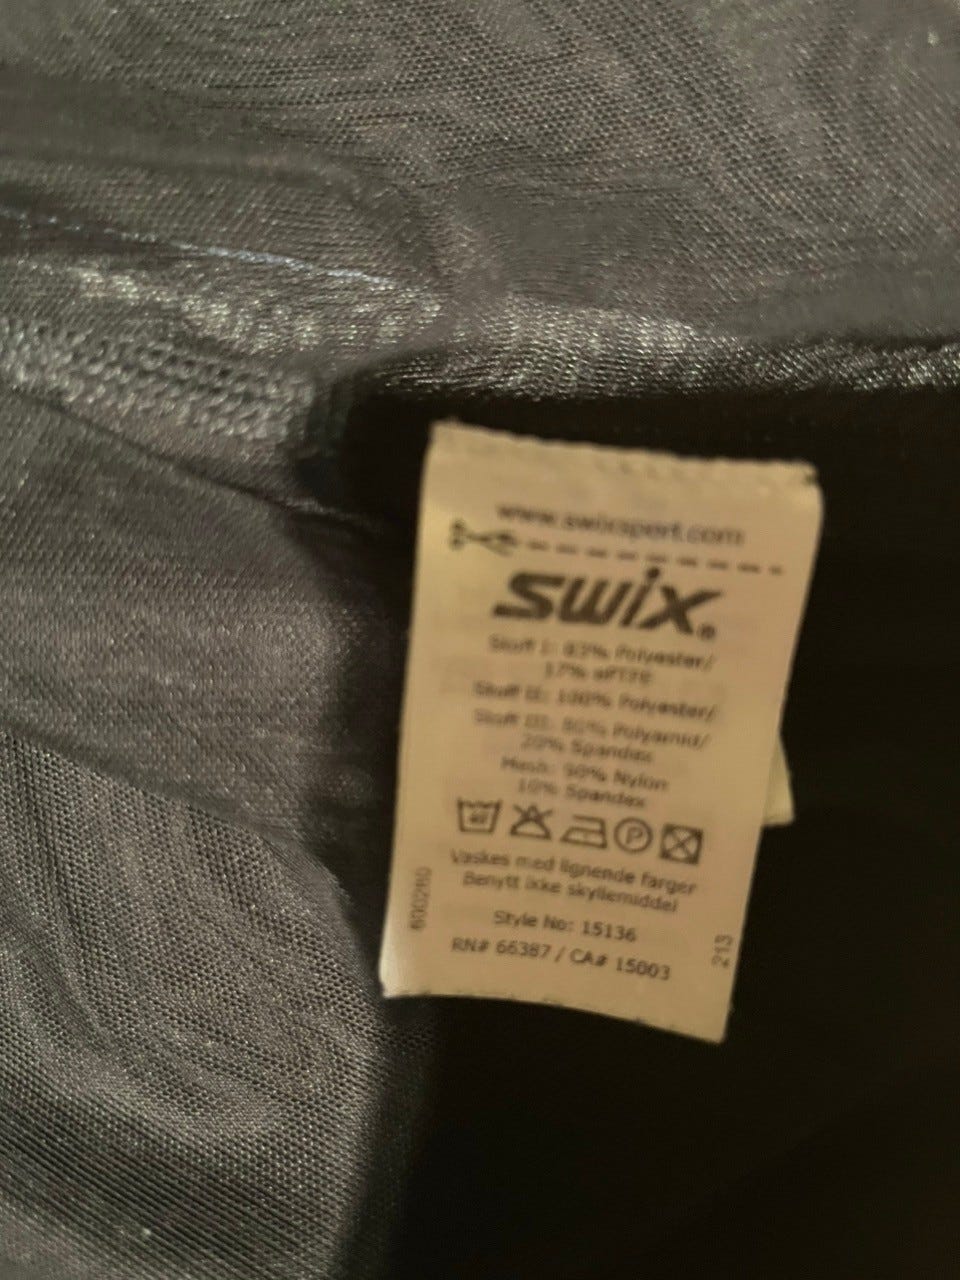 www.swixsport.com
swix®
Stoff I: 83% Polyester/
17% ePTFE
Stoff II: 100% Polyester/
Stoff III: 80% Polyamid/
20% Spandex
Mesh: 90% Nylon
10% Spandex
40 P
Vaskes med lignende farger
Benytt ikke skyllemiddel
Style No: 15136
RN# 66387 / CA# 15003
213